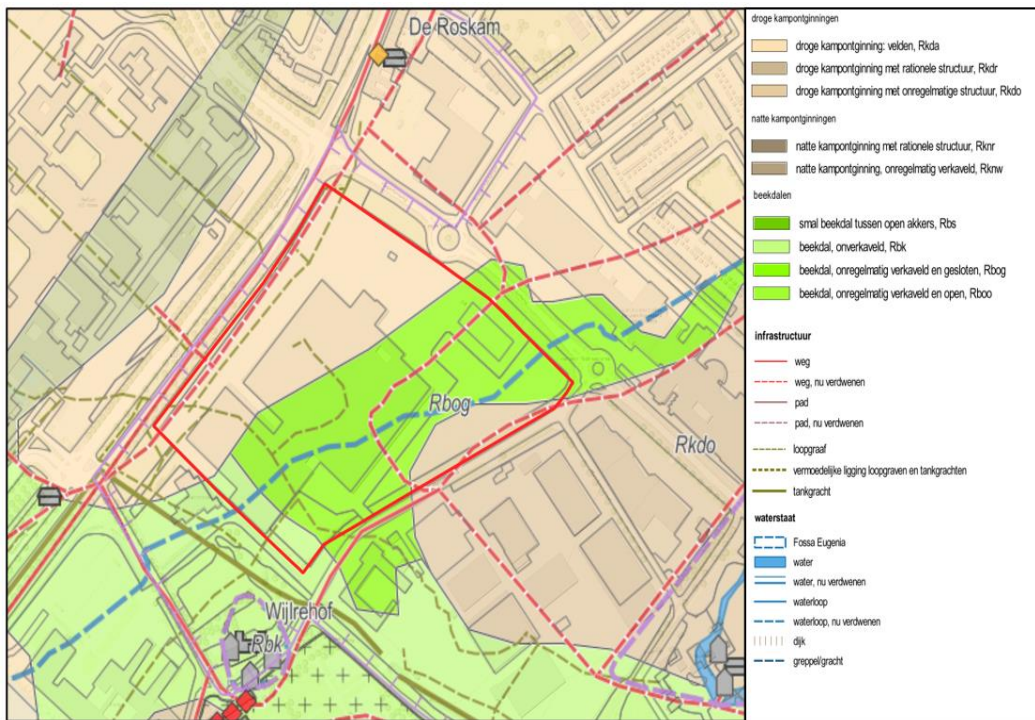 De Roskam
Rbog
Rkdo
Wijlrehof
Rbk
droge kampontginningen
droge kampontginning: velden, Rkda
droge kampontginning met rationele structuur, Rkdr
droge kampontginning met onregelmatige structuur, Rkdo
natte kampontginningen
natte kampontginning met rationele structuur, Rknr
natte kampontginning, onregelmatig verkaveld, Rknw
beekdalen
smal beekdal tussen open akkers, Rbs
beekdal, onverkaveld, Rbk
beekdal, onregelmatig verkaveld en gesloten, Rbog
beekdal, onregelmatig verkaveld en open, Rboo
infrastructuur
weg
weg, nu verdwenen
pad
pad, nu verdwenen
loopgraaf
vermoedelijke ligging loopgraven en tankgrachten
tankgracht
waterstaat
Fossa Eugenia
water
water, nu verdwenen
waterloop
waterloop, nu verdwenen
dijk
greppel/gracht